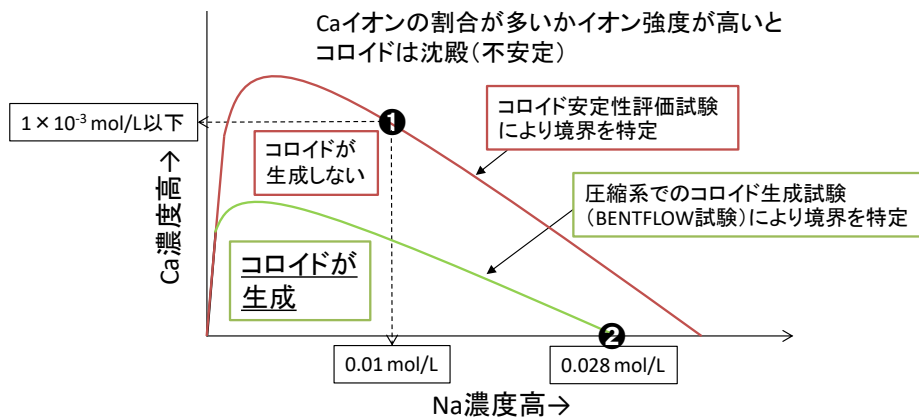 Caイオンの割合が多いかイオン強度が高いと
コロイドは沈殿(不安定)
1×10⁻³ mol/L以下
❶
コロイド安定性評価試験
により境界を特定
コロイドが
生成しない
圧縮系でのコロイド生成試験
(BENTFLOW試験)により境界を特定
Ca濃度高→
コロイドが
生成
❷
0.01 mol/L
0.028 mol/L
Na濃度高→